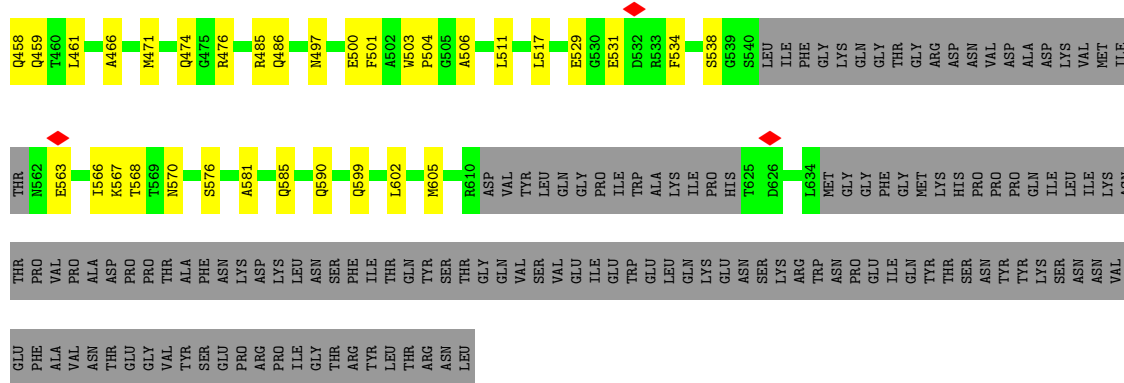 Q458 Q459 T460 L461 A466 M471 Q474 G475 R476 R485 Q486 N497 E500 F501 A502 W503 P504 G505 A506 L511 L517 E529 G530 E531 D532 R533 F534 S538 G539 S540 LEU ILE PHE GLY LYS GLN GLY THR GLY ARG ASP ASN VAL ASP ALA ASP LYS VAL MET ILE
THR N562 E563 I566 K567 T568 T569 N570 S576 A581 Q585 Q590 Q599 L602 M605 R610 ASP VAL TYR LEU GLN GLY PRO ILE TRP ALA LYS ILE PRO HIS T625 D626 L634 MET GLY GLY PHE GLY MET LYS HIS PRO PRO PRO GLN ILE LEU ILE LYS ASN
THR PRO VAL PRO ALA ASP PRO PRO THR ALA PHE ASN LYS ASP LYS LEU ASN SER PHE ILE THR GLN TYR SER THR GLY GLN VAL SER VAL GLU ILE GLU TRP GLU LEU GLN LYS GLU ASN SER LYS ARG TRP ASN PRO GLU ILE GLN TYR THR SER ASN TYR TYR LYS SER ASN ASN VAL
GLU PHE ALA VAL ASN THR GLU GLY VAL TYR SER GLU PRO ARG PRO ILE GLY THR ARG TYR LEU THR ARG ASN LEU